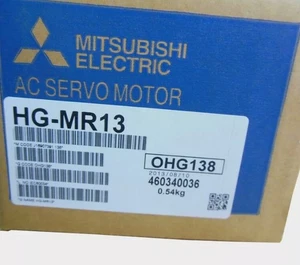 MITSUBISHI
ELECTRIC
AC SERVO MOTOR
HG-MR13
OHG138
2013/08/10
460340036
0.54kg